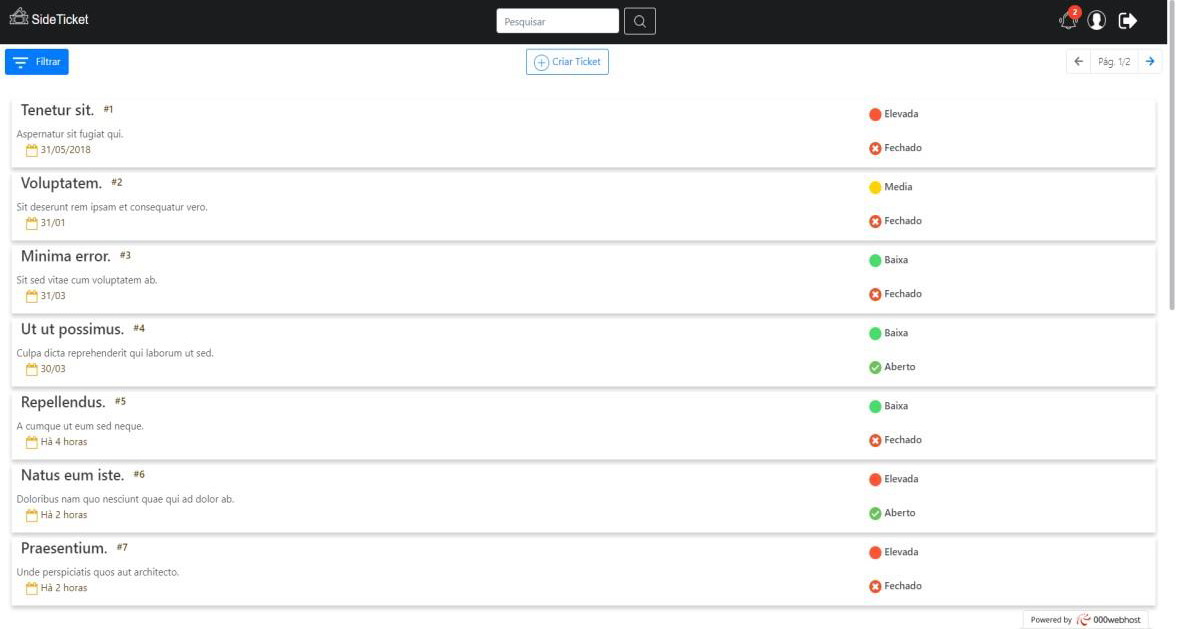 SideTicket
Pesquisar
2
Filtrar
Criar Ticket
Pág. 1/2
Tenetur sit. #1
Elevada
Aspernatur sit fugiat qui.
31/05/2018
Fechado
Voluptatem. #2
Media
Sit deserunt rem ipsam et consequatur vero.
31/01
Fechado
Minima error. #3
Baixa
Sit sed vitae cum voluptatem ab.
31/03
Fechado
Ut ut possimus. #4
Baixa
Culpa dicta reprehenderit qui laborum ut sed.
30/03
Aberto
Repellendus. #5
Baixa
A cumque ut eum sed neque.
Hà 4 horas
Fechado
Natus eum iste. #6
Elevada
Doloribus nam quo nesciunt quae qui ad dolor ab.
Hà 2 horas
Aberto
Praesentium. #7
Elevada
Unde perspiciatis quos aut architecto.
Hà 2 horas
Fechado
Powered by 000webhost